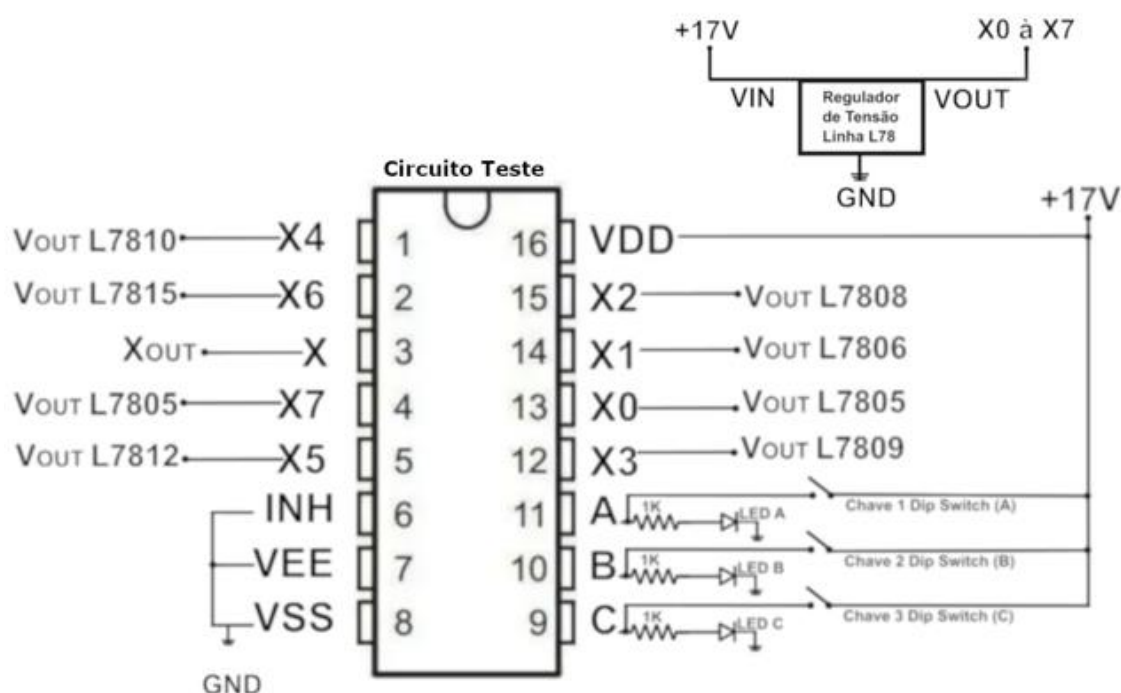 +17V
X0 à X7
VIN
Regulador
de Tensão
Linha L78
VOUT
GND
+17V
Circuito Teste
VOUT L7810
X4
1
16
VDD
VOUT L7815
X6
2
15
X2
VOUT L7808
XOUT
X
3
14
X1
VOUT L7806
VOUT L7805
X7
4
13
X0
VOUT L7805
VOUT L7812
X5
5
12
X3
VOUT L7809
INH
6
11
A
1K
LED A
Chave 1 Dip Switch (A)
VEE
7
10
B
1K
LED B
Chave 2 Dip Switch (B)
VSS
8
9
C
1K
LED C
Chave 3 Dip Switch (C)
GND